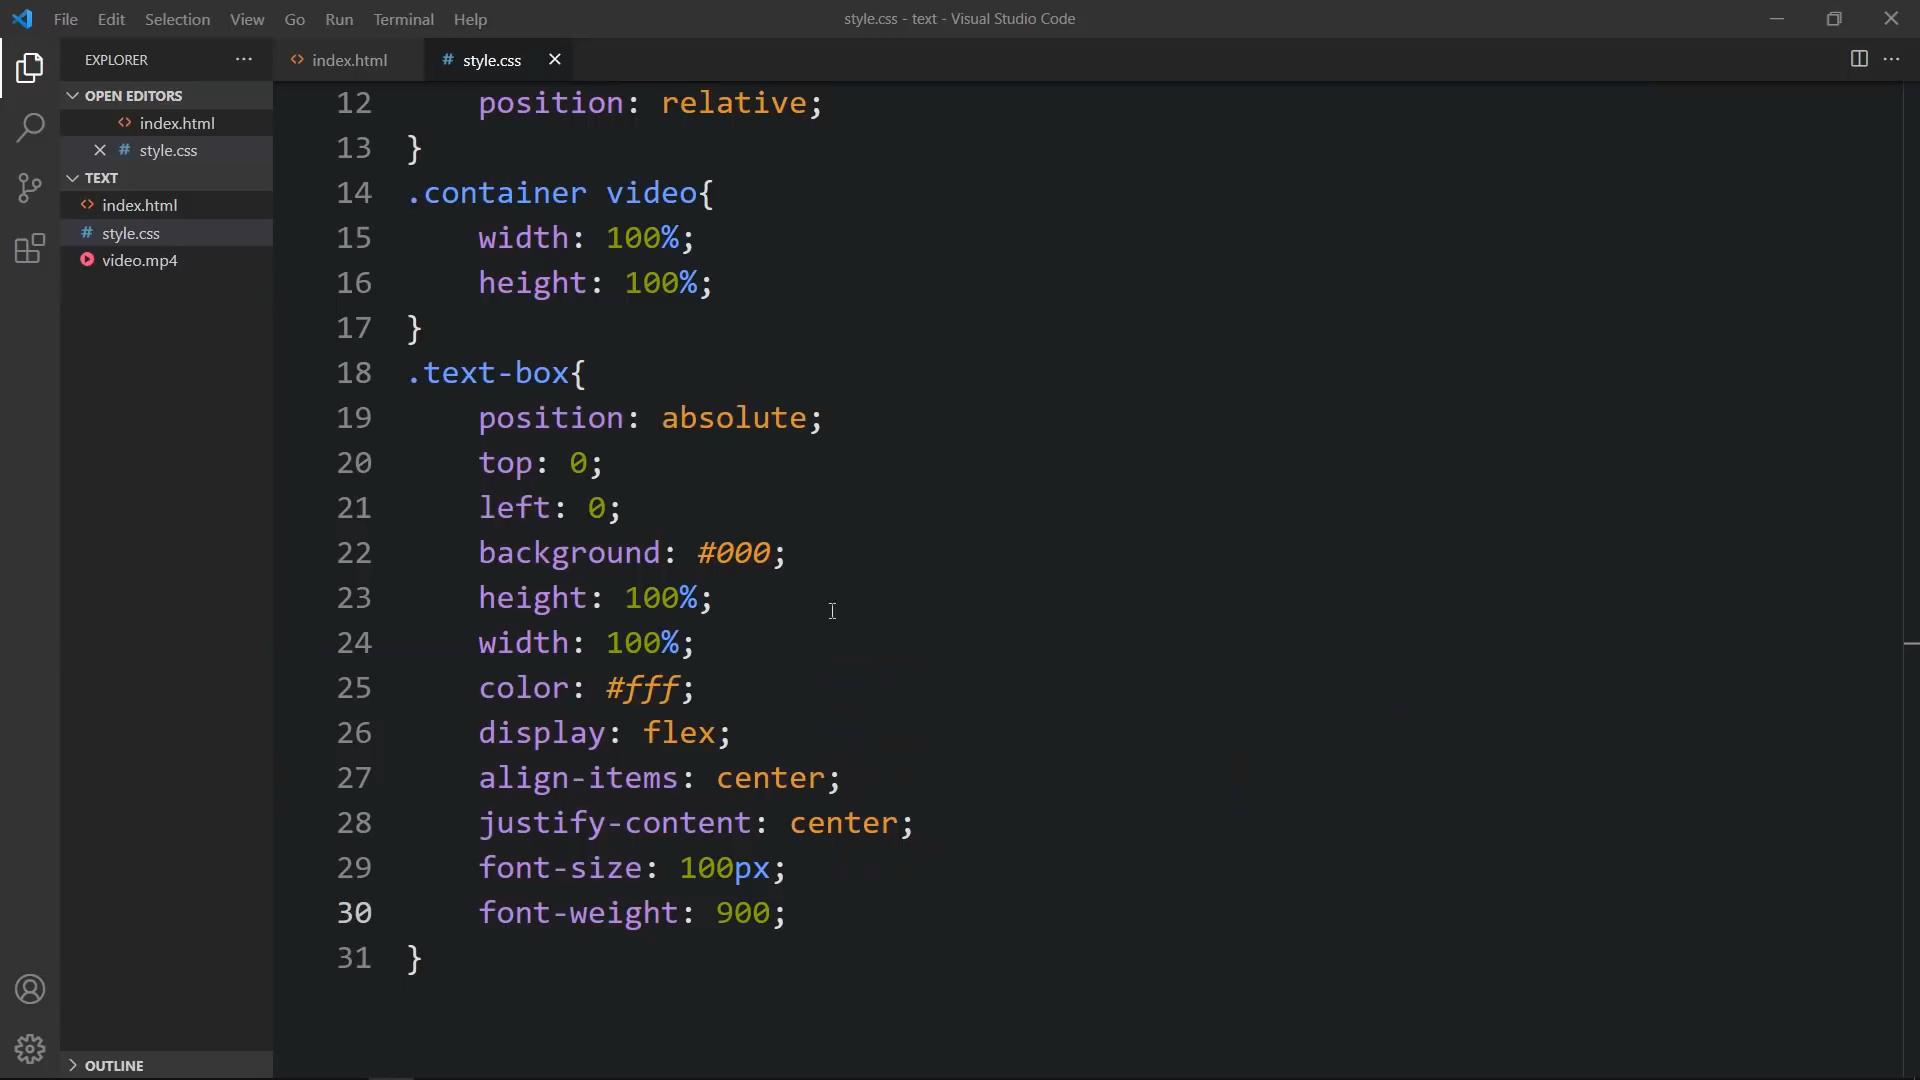 File Edit Selection View Go Run Terminal Help
style.css - text - Visual Studio Code
EXPLORER
index.html
# style.css
OPEN EDITORS
index.html
# style.css
TEXT
index.html
# style.css
video.mp4
OUTLINE
12 position: relative;
13 }
14 .container video{
15 width: 100%;
16 height: 100%;
17 }
18 .text-box{
19 position: absolute;
20 top: 0;
21 left: 0;
22 background: #000;
23 height: 100%;
24 width: 100%;
25 color: #fff;
26 display: flex;
27 align-items: center;
28 justify-content: center;
29 font-size: 100px;
30 font-weight: 900;
31 }